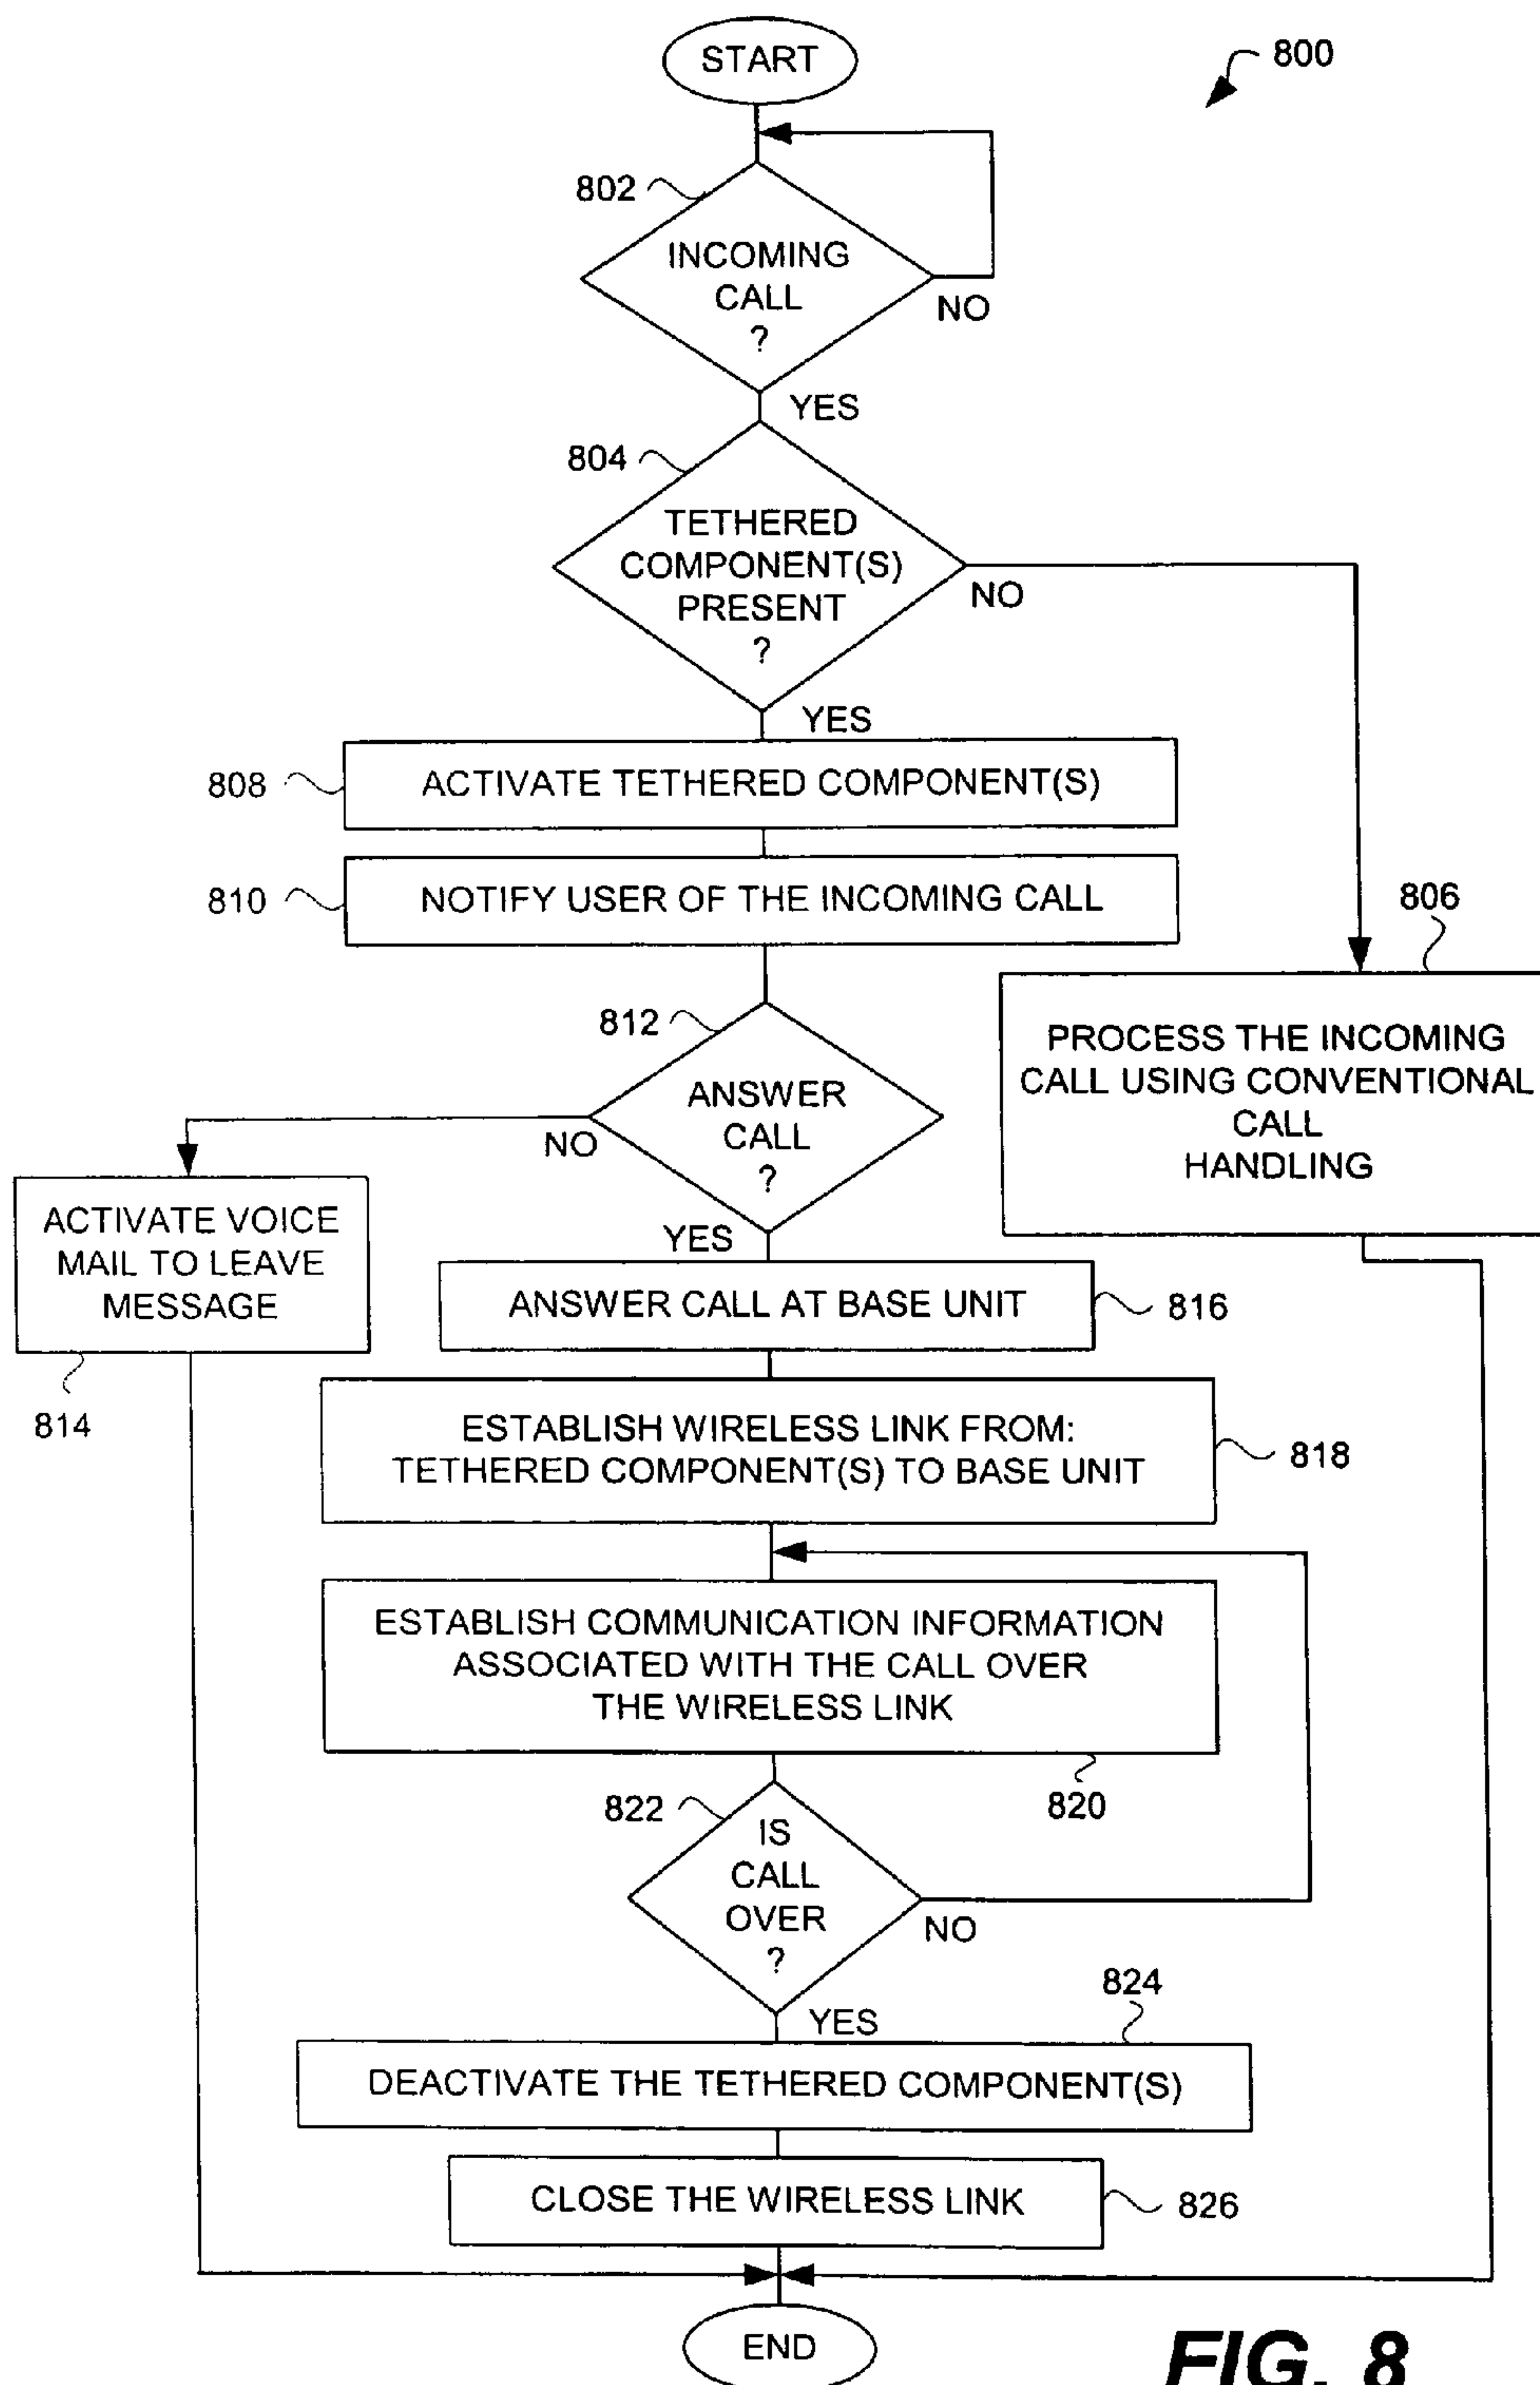 START
800
802
INCOMING
CALL
?
NO
YES
804
TETHERED
COMPONENT(S)
PRESENT
?
NO
YES
808
ACTIVATE TETHERED COMPONENT(S)
810
NOTIFY USER OF THE INCOMING CALL
806
PROCESS THE INCOMING
CALL USING CONVENTIONAL
CALL
HANDLING
812
ANSWER
CALL
?
NO
YES
ACTIVATE VOICE
MAIL TO LEAVE
MESSAGE
814
ANSWER CALL AT BASE UNIT
816
ESTABLISH WIRELESS LINK FROM:
TETHERED COMPONENT(S) TO BASE UNIT
818
ESTABLISH COMMUNICATION INFORMATION
ASSOCIATED WITH THE CALL OVER
THE WIRELESS LINK
820
822
IS
CALL
OVER
?
NO
YES
824
DEACTIVATE THE TETHERED COMPONENT(S)
CLOSE THE WIRELESS LINK
826
END
FIG. 8